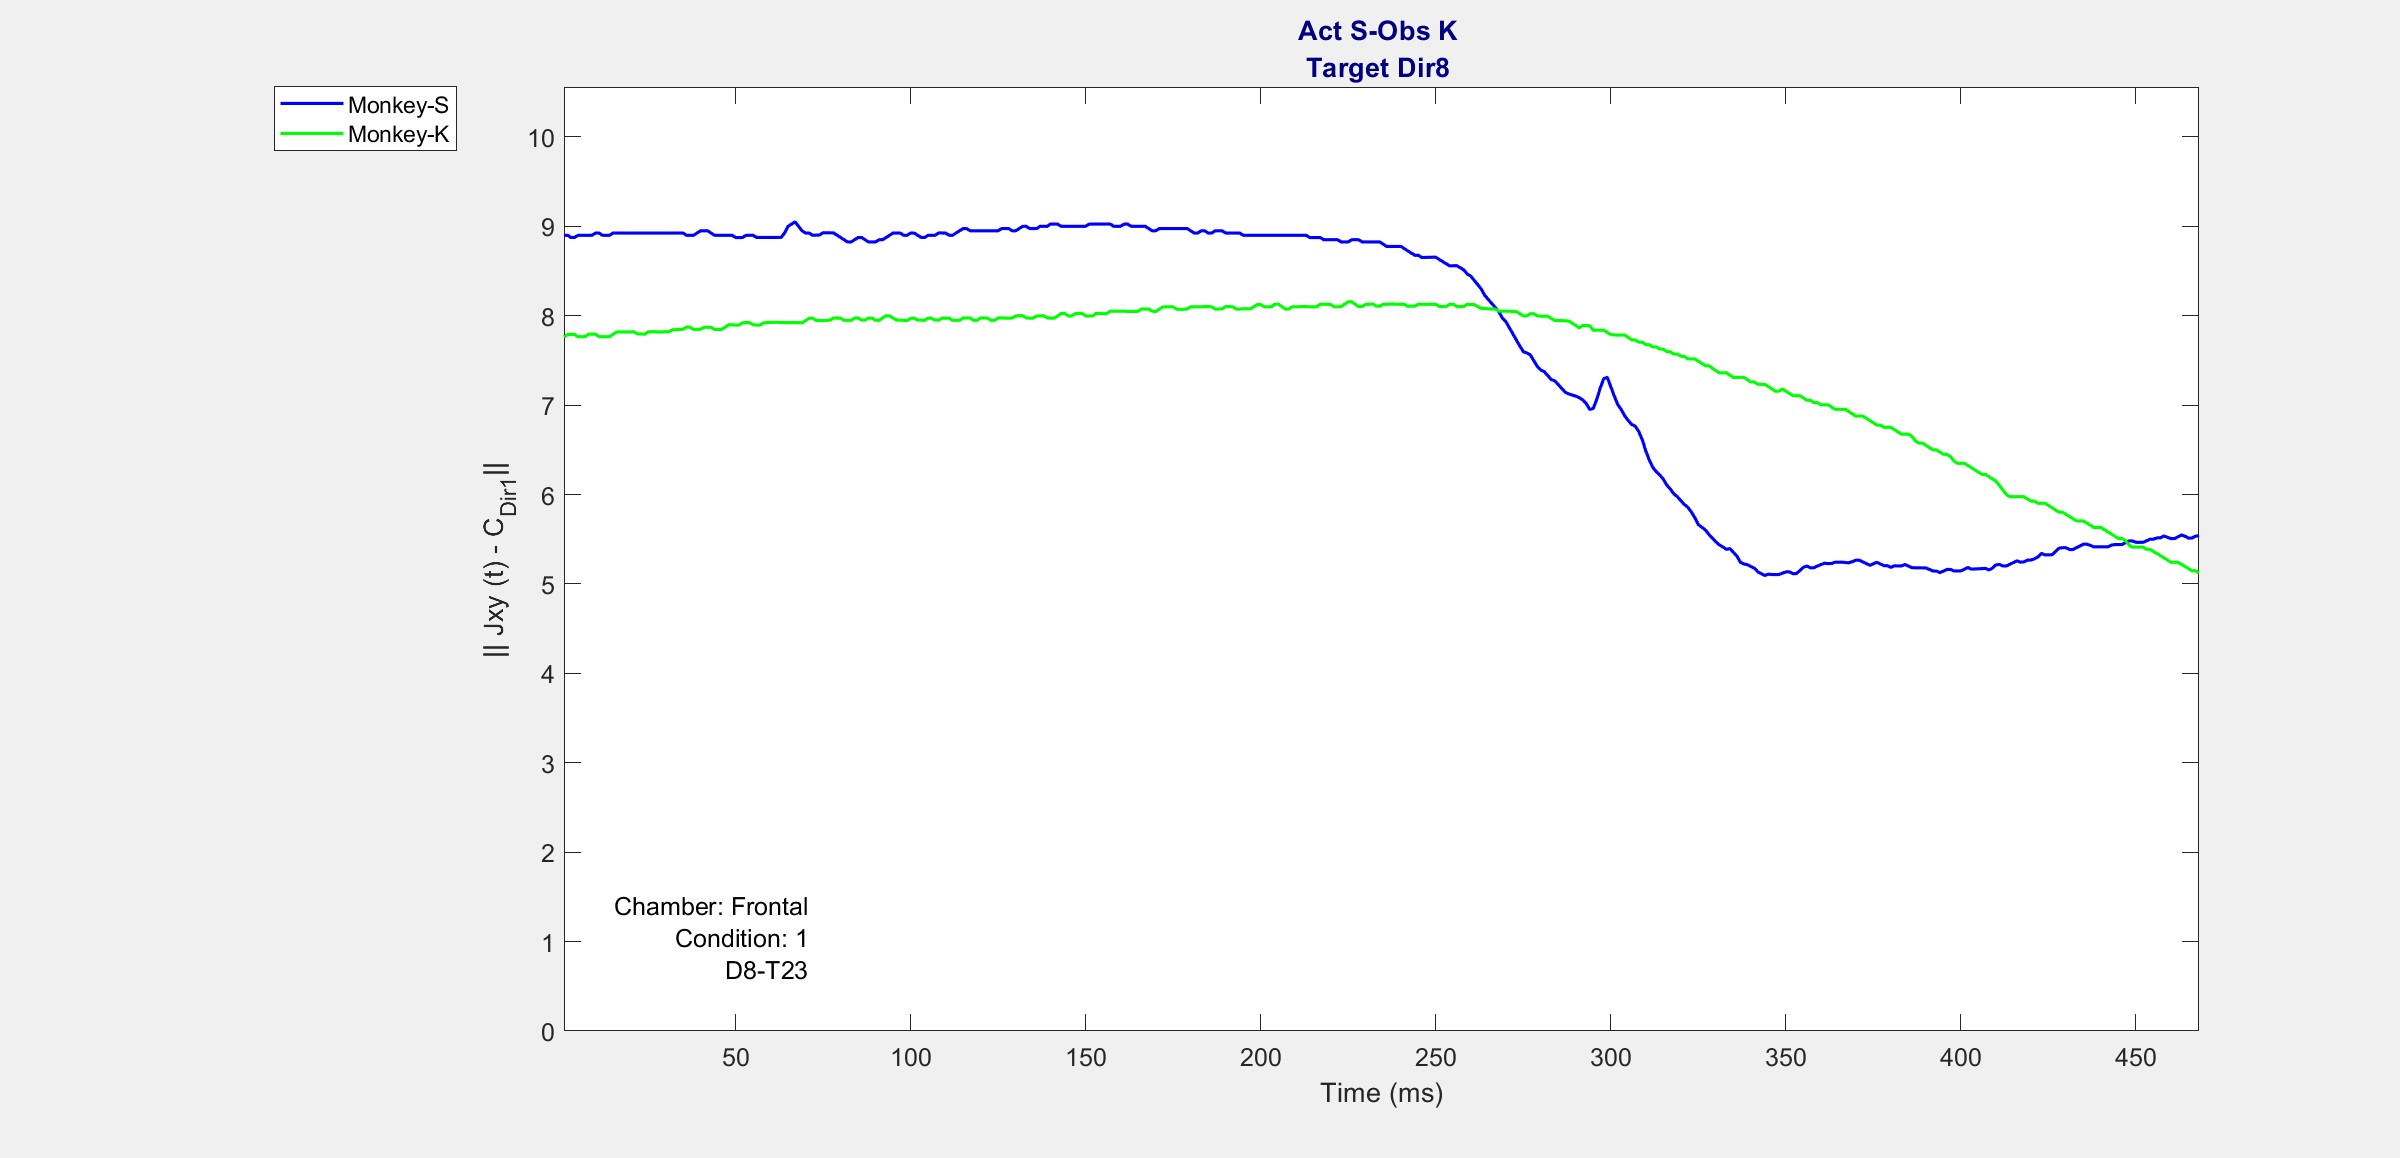 Act S-Obs K
Target Dir8
Monkey-S
Monkey-K
10
9
8
7
6
5
4
3
2
1
0
|| Jxy (t) - C_Dir1||
Chamber: Frontal
Condition: 1
D8-T23
50 100 150 200 250 300 350 400 450
Time (ms)